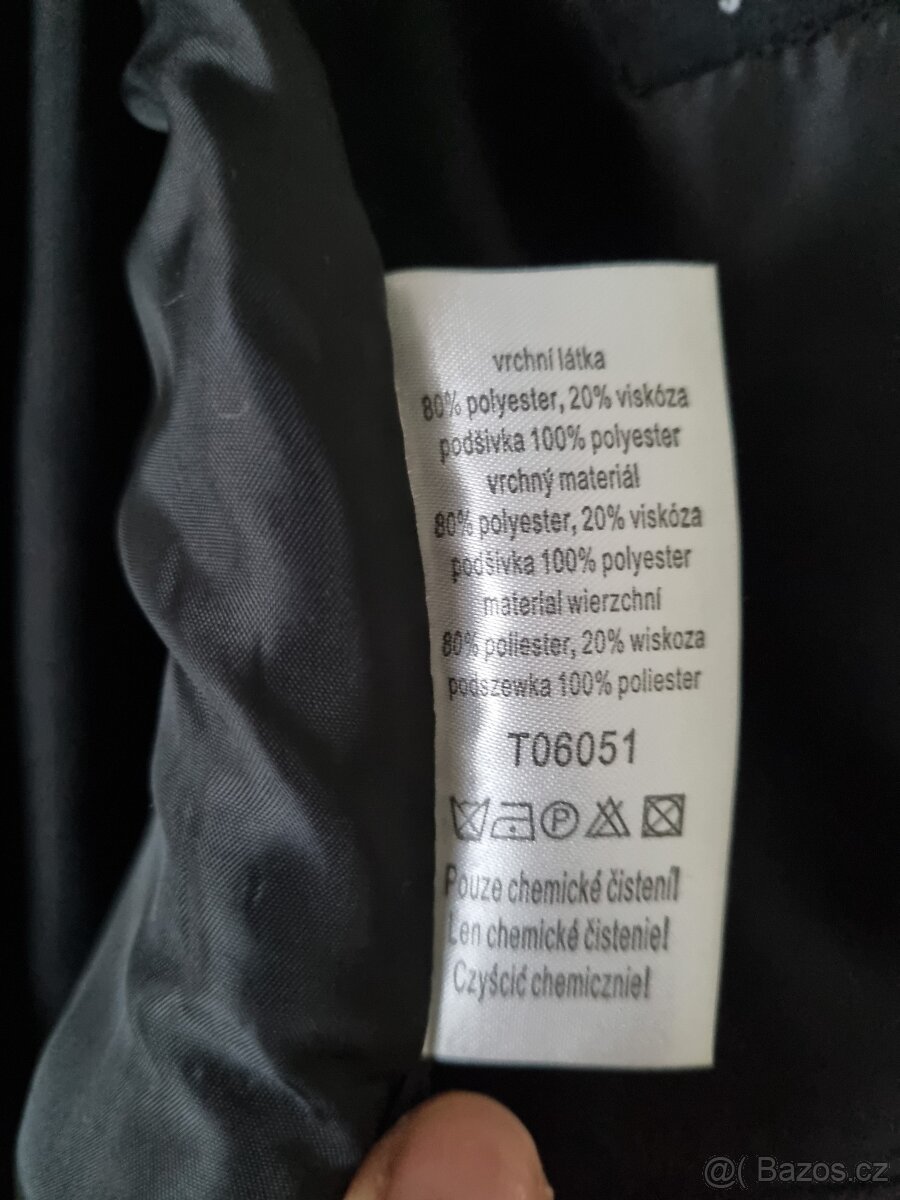 vrchní látka
80% polyester, 20% viskóza
podšívka 100% polyester
vrchný materiál
80% polyester, 20% viskóza
podšívka 100% polyester
material wierzchni
80% poliester, 20% wiskoza
podszewka 100% poliester
T06051
P
Pouze chemické čistení!
Len chemické čistenie!
Czyścić chemicznie!
@( Bazos.cz